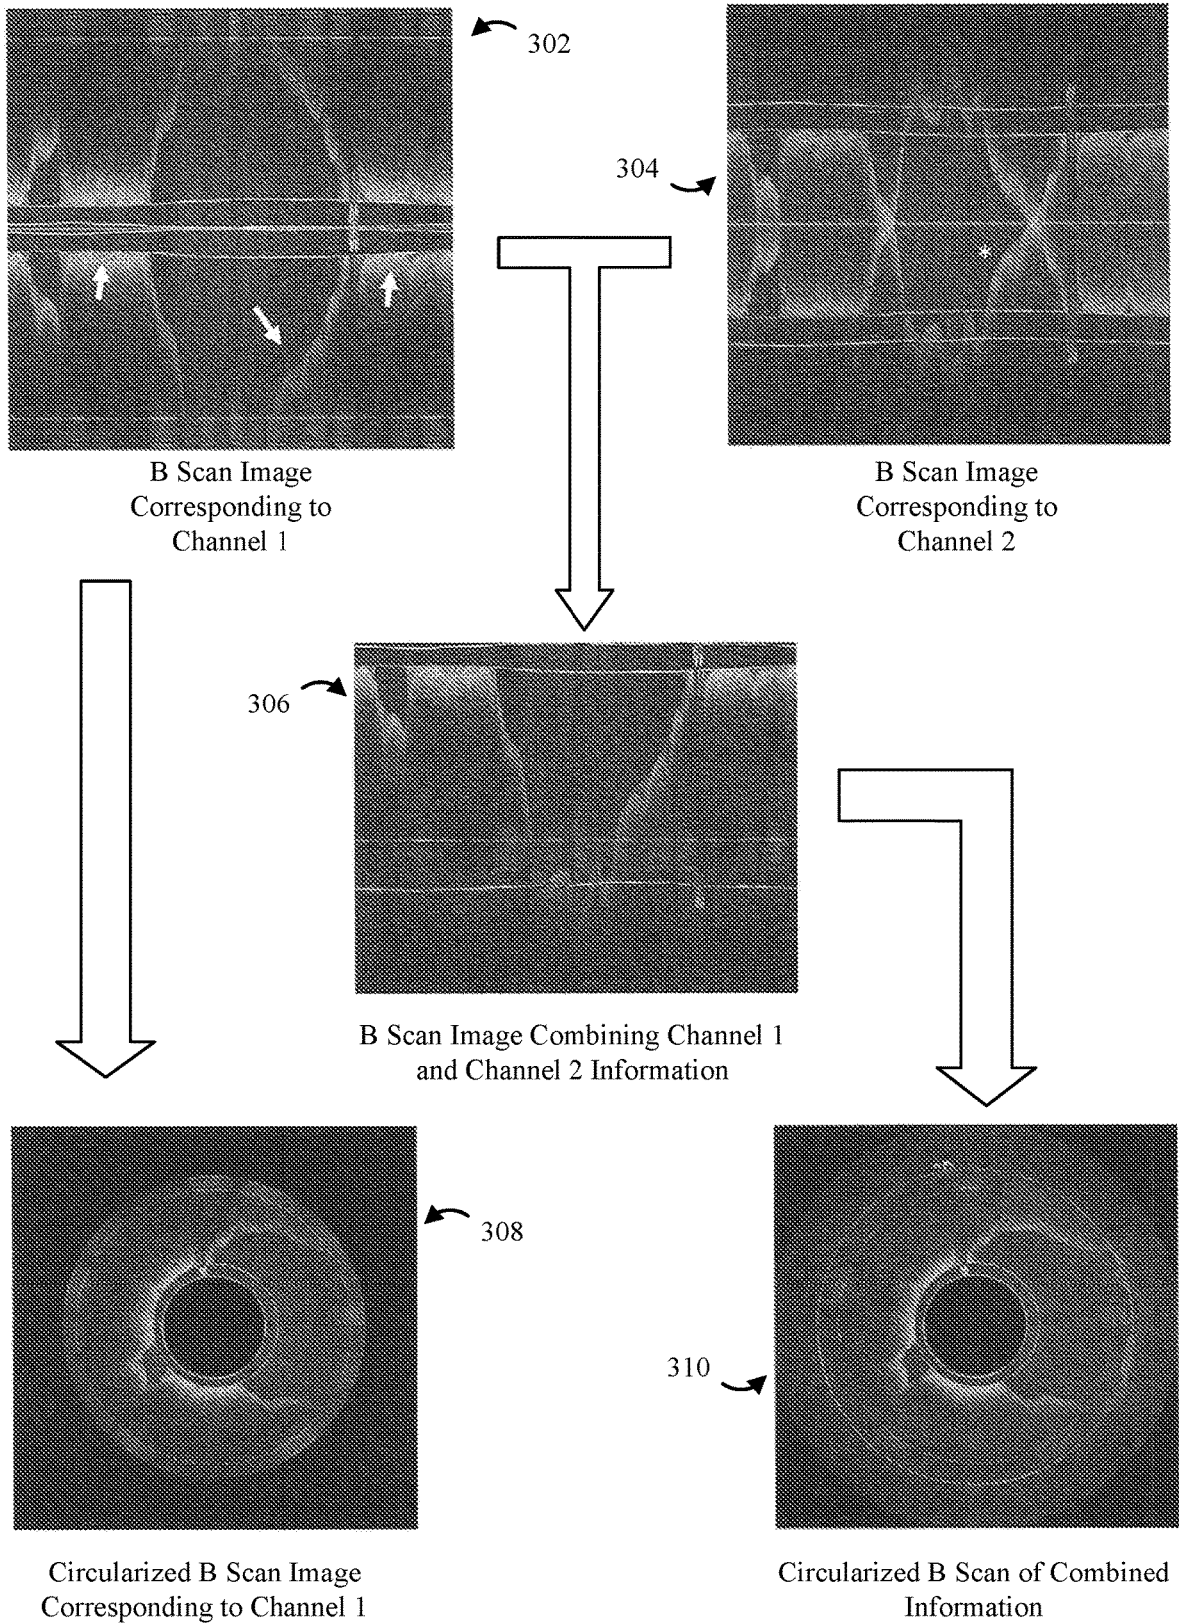 302
304
B Scan Image
Corresponding to
Channel 1
*
B Scan Image
Corresponding to
Channel 2
306
B Scan Image Combining Channel 1
and Channel 2 Information
308
310
Circularized B Scan Image
Corresponding to Channel 1
Circularized B Scan of Combined
Information